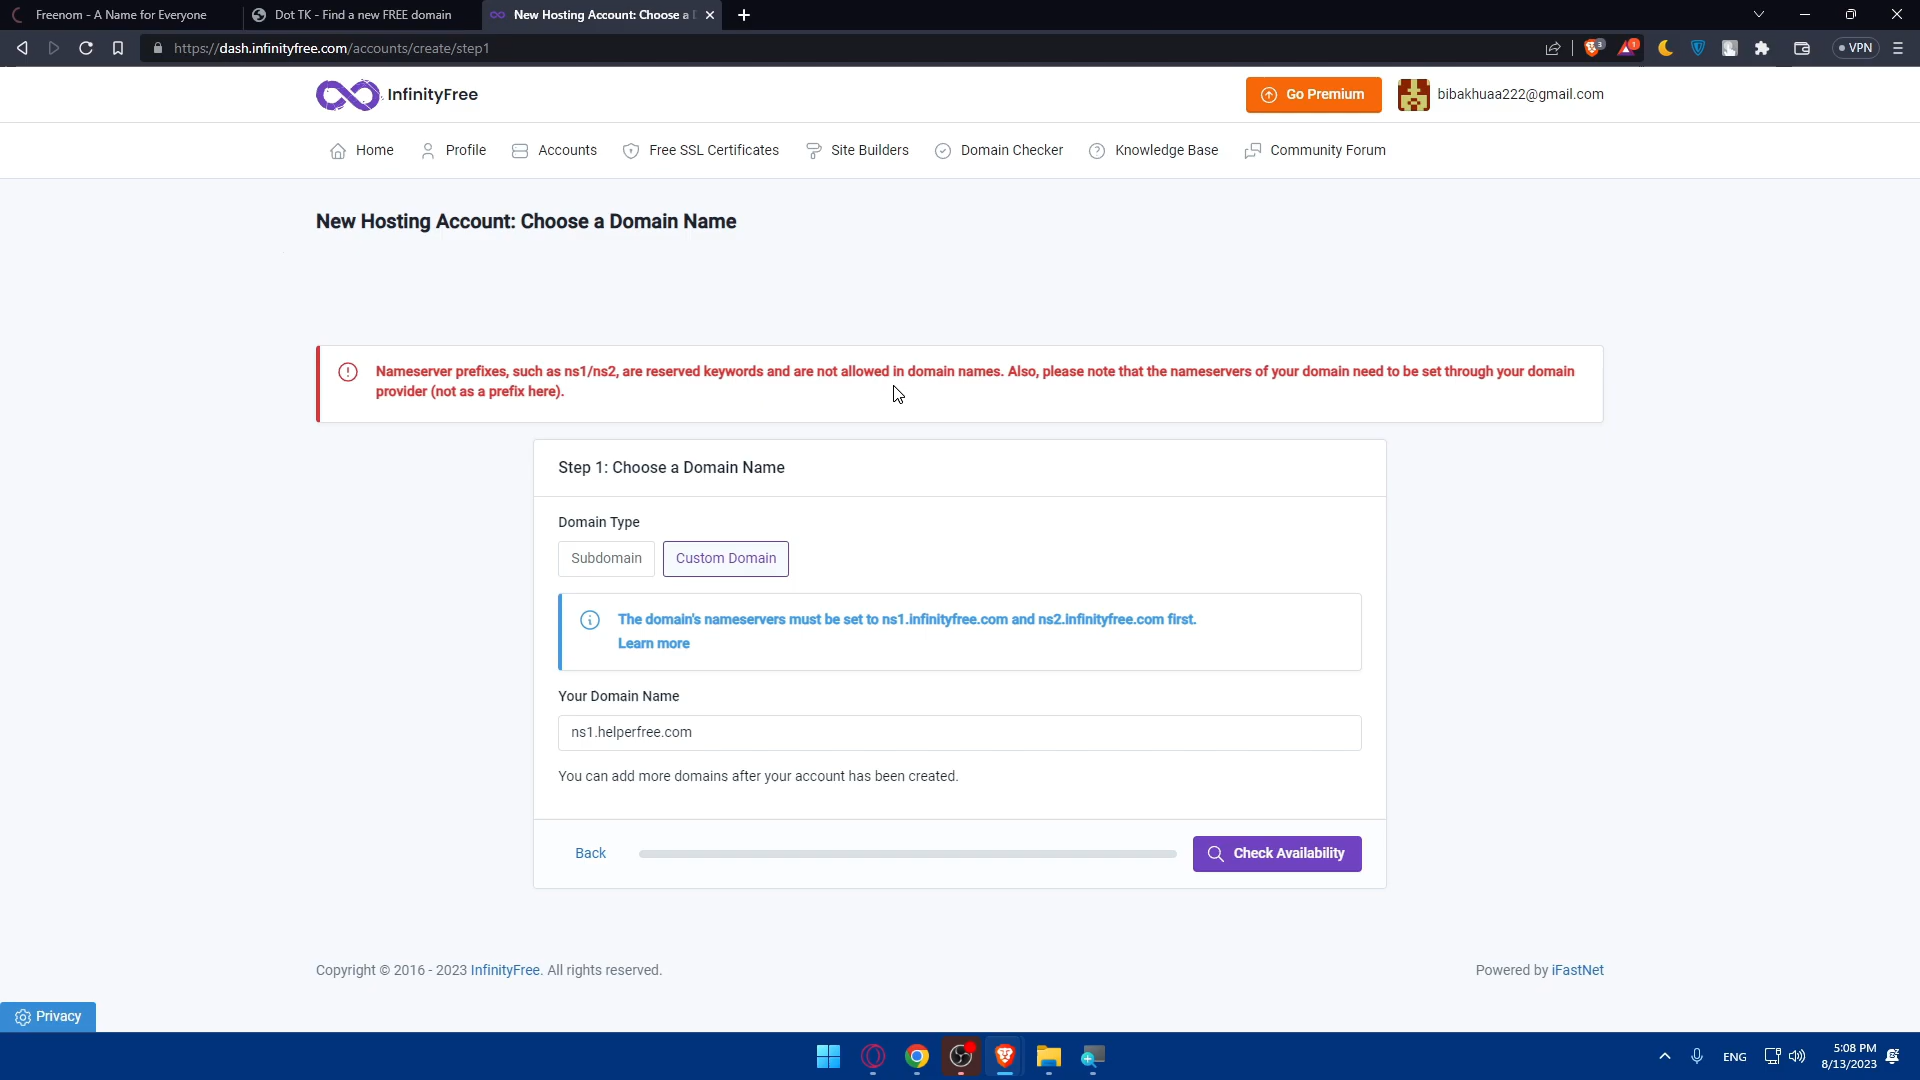 Freenom - A Name for Everyone
Dot TK - Find a new FREE domain
New Hosting Account: Choose a
https://dash.infinityfree.com/accounts/create/step1
3
1
VPN
InfinityFree
Go Premium
bibakhuaa222@gmail.com
Home
Profile
Accounts
Free SSL Certificates
Site Builders
Domain Checker
Knowledge Base
Community Forum
New Hosting Account: Choose a Domain Name
Nameserver prefixes, such as ns1/ns2, are reserved keywords and are not allowed in domain names. Also, please note that the nameservers of your domain need to be set through your domain
provider (not as a prefix here).
Step 1: Choose a Domain Name
Domain Type
Subdomain
Custom Domain
The domain's nameservers must be set to ns1.infinityfree.com and ns2.infinityfree.com first.
Learn more
Your Domain Name
ns1.helperfree.com
You can add more domains after your account has been created.
Back
Check Availability
Copyright © 2016 - 2023 InfinityFree. All rights reserved.
Powered by iFastNet
Privacy
ENG
5:08 PM
8/13/2023